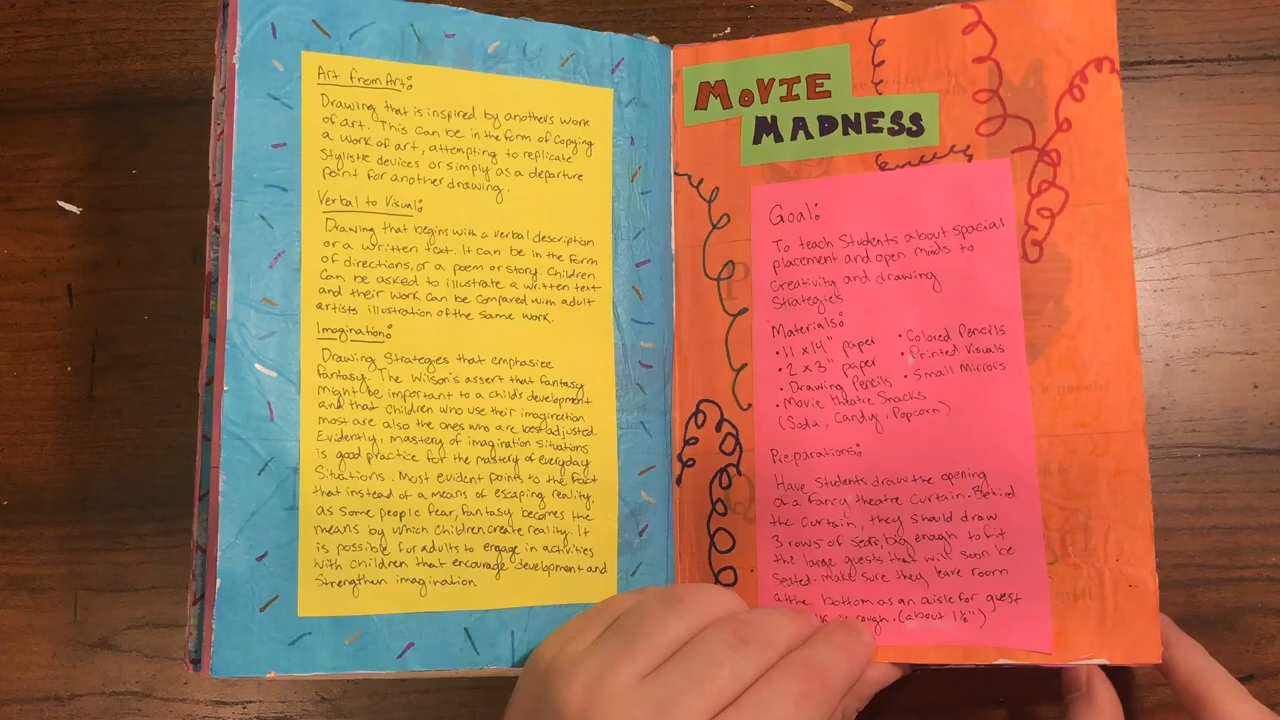 Art from Art:
Drawing that is inspired by anothers work
of art. This can be in the form of Copying
a work of art, attempting to replicate
Stylistic devices or simply as a departure
Point for another drawing.
Verbal to Visual:
Drawing that begins with a verbal description
or a written text. It can be in the form
of directions, or a poem or story. Children
can be asked to illustrate a written text
and their work can be compared with adult
artists illustration of the same work.
Imagination:
Drawing Strategies that emphasize
fantasy. The Wilson's assert that fantasy
might be important to a child's development
and that children who use their imagination
most are also the ones who are best adjusted.
Evidently, mastery of imagination Situations
is good practice for the mastery of everyday
Situations. Most evident points to the fact
that instead of a means of escaping reality,
as some people fear, fantasy becomes the
means by which children create reality. It
is possible for adults to engage in activities
with children that encourage development and
Strengthen imagination
MOVIE
MADNESS
Goal:
To teach Students about spacial
placement and open minds to
Creativity and drawing
Strategies
Materials:
• 11 x 14" paper
• 2 x 3" paper
• Drawing Pencils
• Movie theatre Snacks
(Soda, Candy, Popcorn)
• Colored Pencils
• Printed Visuals
• Small Mirrors
Preparations:
Have Students draw the opening
of a fancy theatre curtain. Behind
the curtain, they should draw
3 rows of seats, big enough to fit
the large guests that will soon be
Seated. Make sure they leave room
at the bottom as an aisle for guest
(about 1½")